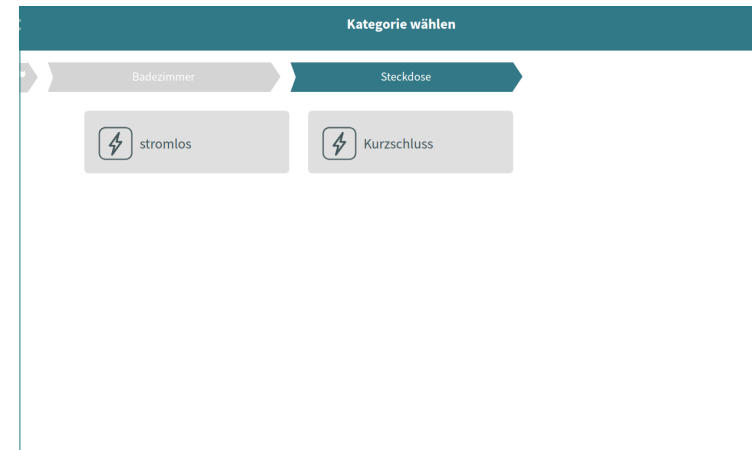 Kategorie wählen
Badezimmer
Steckdose
stromlos
Kurzschluss